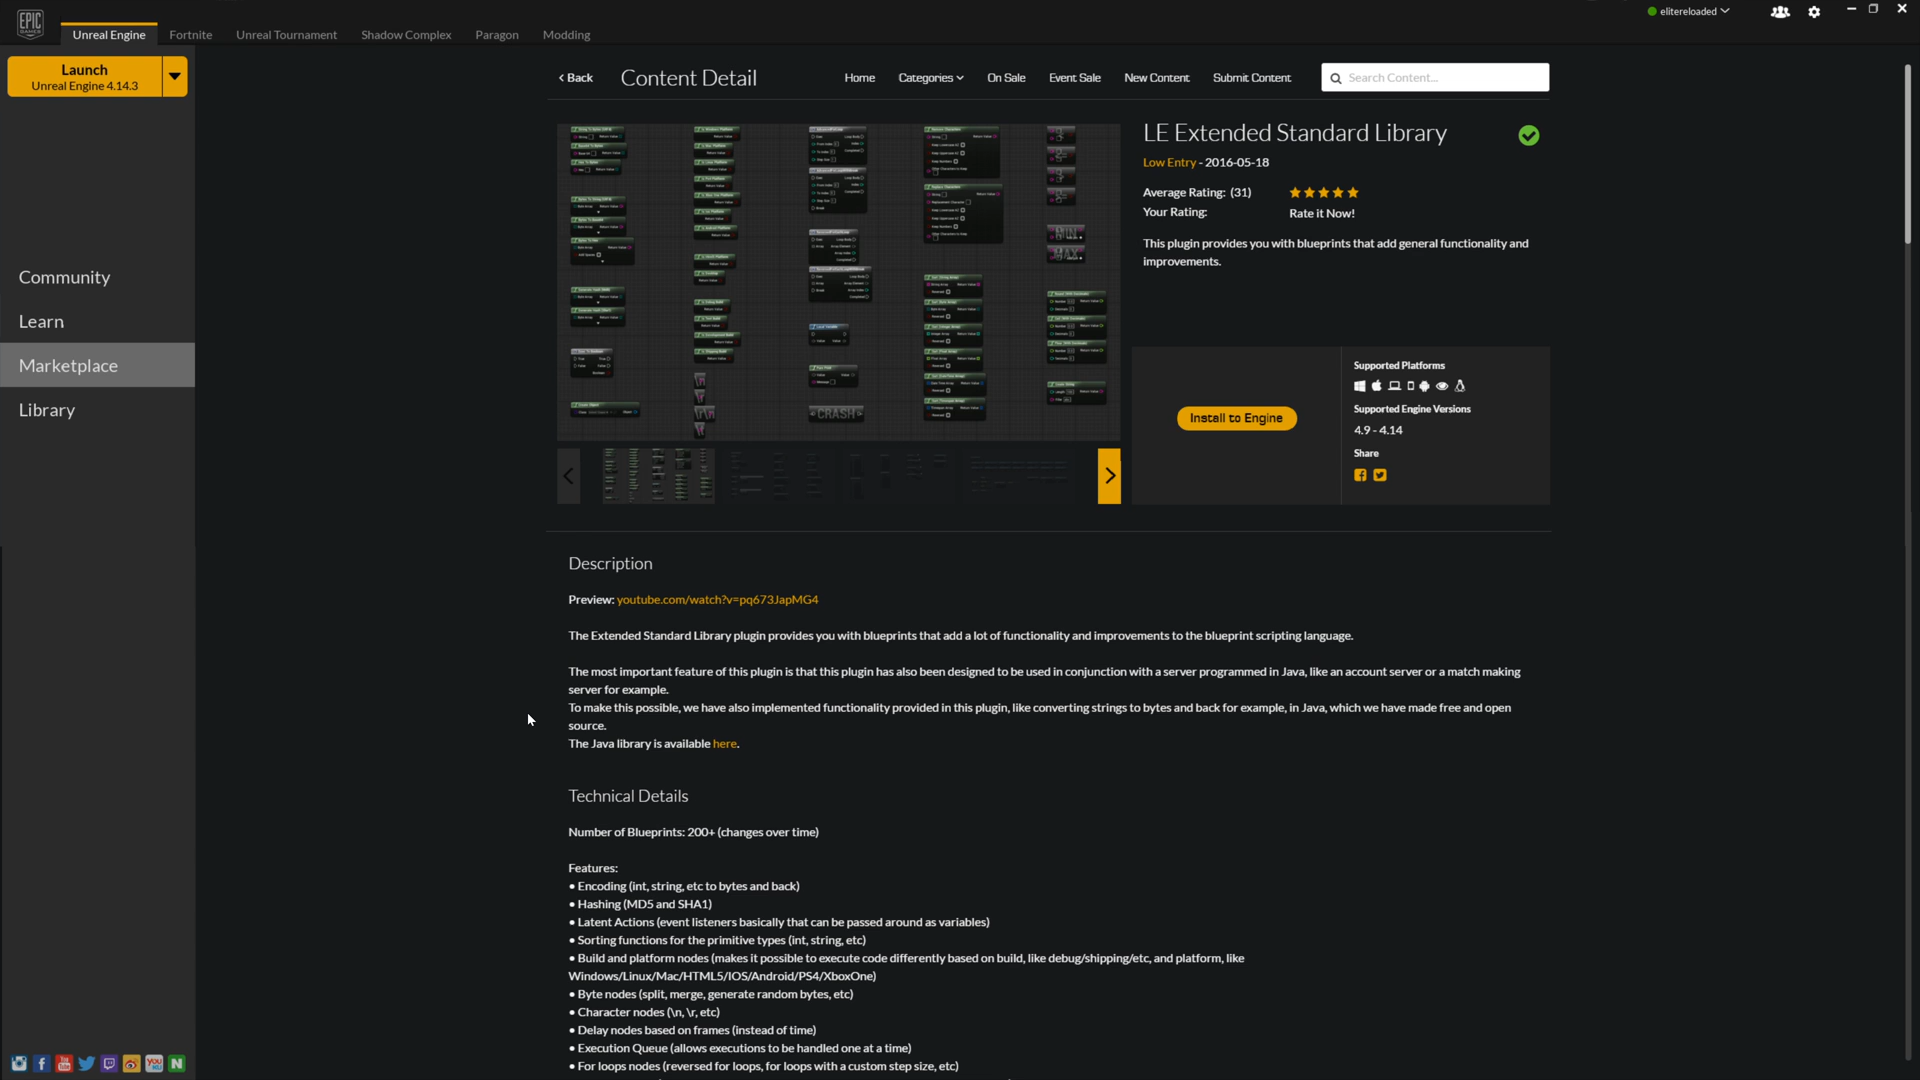 EPIC GAMES
Unreal Engine
Fortnite
Unreal Tournament
Shadow Complex
Paragon
Modding
elitereloaded
Launch
Unreal Engine 4.14.3
Community
Learn
Marketplace
Library
Back
Content Detail
Home
Categories
On Sale
Event Sale
New Content
Submit Content
Search Content...
CRASH
MIN
MAX
LE Extended Standard Library
Low Entry - 2016-05-18
Average Rating: (31)
Your Rating:
Rate it Now!
This plugin provides you with blueprints that add general functionality and
improvements.
Install to Engine
Supported Platforms
Supported Engine Versions
4.9 - 4.14
Share
Description
Preview: youtube.com/watch?v=pq673JapMG4
The Extended Standard Library plugin provides you with blueprints that add a lot of functionality and improvements to the blueprint scripting language.
The most important feature of this plugin is that this plugin has also been designed to be used in conjunction with a server programmed in Java, like an account server or a match making
server for example.
To make this possible, we have also implemented functionality provided in this plugin, like converting strings to bytes and back for example, in Java, which we have made free and open
source.
The Java library is available here.
Technical Details
Number of Blueprints: 200+ (changes over time)
Features:
• Encoding (int, string, etc to bytes and back)
• Hashing (MD5 and SHA1)
• Latent Actions (event listeners basically that can be passed around as variables)
• Sorting functions for the primitive types (int, string, etc)
• Build and platform nodes (makes it possible to execute code differently based on build, like debug/shipping/etc, and platform, like
Windows/Linux/Mac/HTML5/IOS/Android/PS4/XboxOne)
• Byte nodes (split, merge, generate random bytes, etc)
• Character nodes (\n, \r, etc)
• Delay nodes based on frames (instead of time)
• Execution Queue (allows executions to be handled one at a time)
• For loops nodes (reversed for loops, for loops with a custom step size, etc)